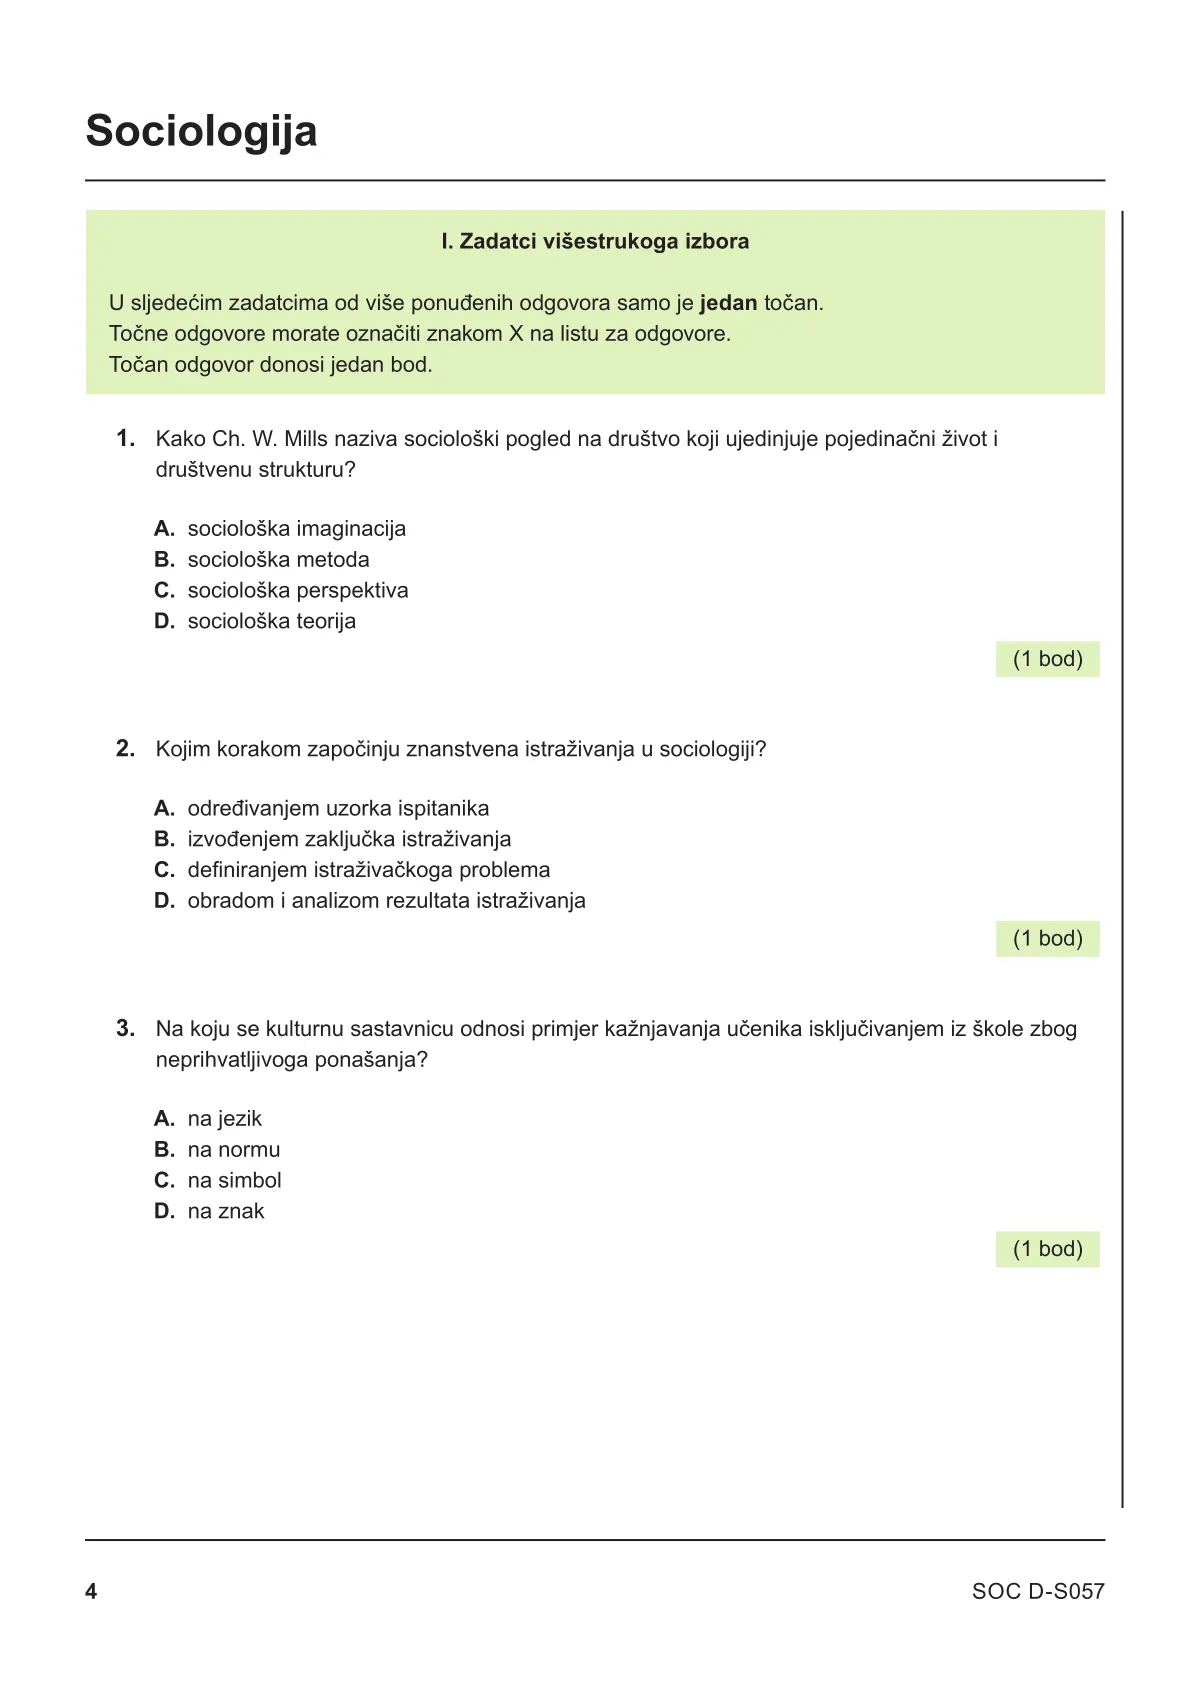 Sociologija
I. Zadatci višestrukoga izbora
U sljedećim zadatcima od više ponuđenih odgovora samo je jedan točan.
Točne odgovore morate označiti znakom X na listu za odgovore.
Točan odgovor donosi jedan bod.
1. Kako Ch. W. Mills naziva sociološki pogled na društvo koji ujedinjuje pojedinačni život i
društvenu strukturu?
A. sociološka imaginacija
B. sociološka metoda
C. sociološka perspektiva
D. sociološka teorija
(1 bod)
2. Kojim korakom započinju znanstvena istraživanja u sociologiji?
A. određivanjem uzorka ispitanika
B. izvođenjem zaključka istraživanja
C. definiranjem istraživačkoga problema
D. obradom i analizom rezultata istraživanja
(1 bod)
3. Na koju se kulturnu sastavnicu odnosi primjer kažnjavanja učenika isključivanjem iz škole zbog
neprihvatljivoga ponašanja?
A. na jezik
B. na normu
C. na simbol
D. na znak
(1 bod)
4
SOC D-S057